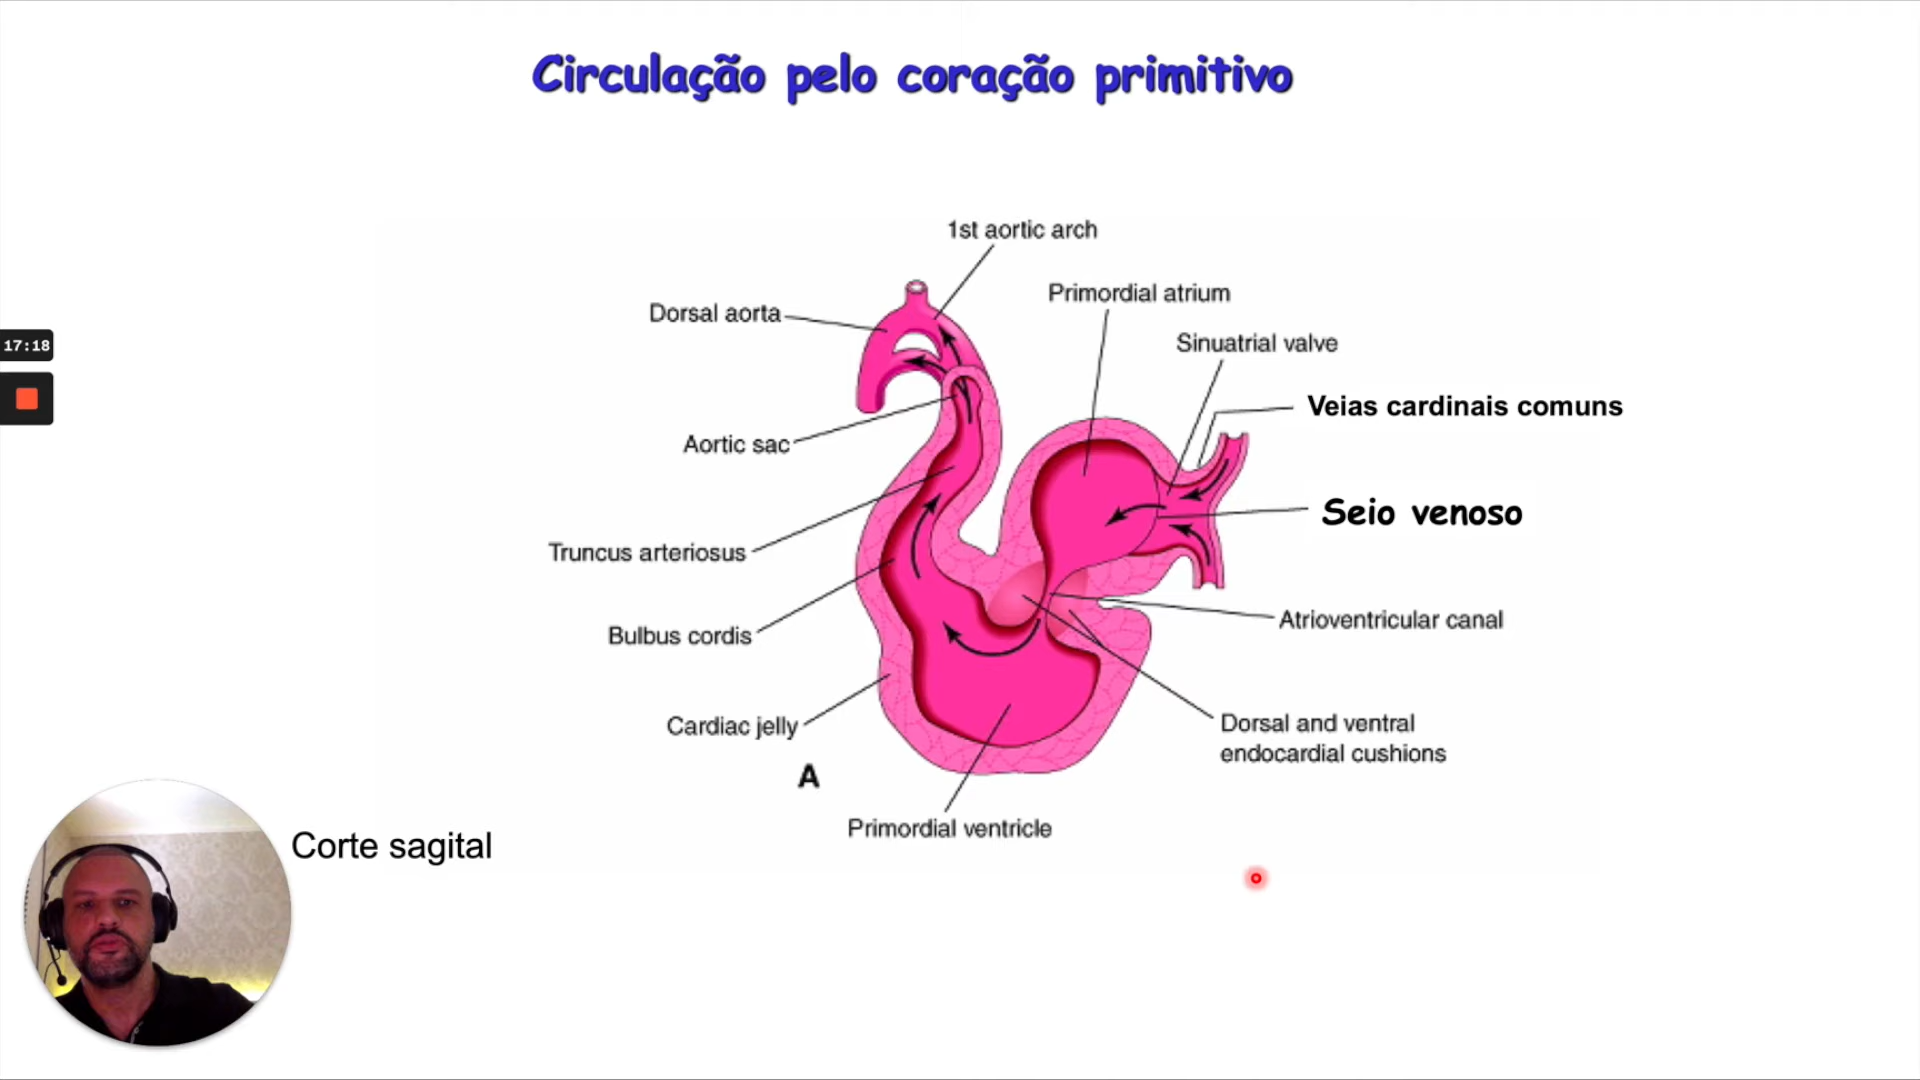 Circulação pelo coração primitivo
1st aortic arch
Primordial atrium
Dorsal aorta
Sinuatrial valve
17:18
Veias cardinais comuns
Aortic sac
Seio venoso
Truncus arteriosus
Atrioventricular canal
Bulbus cordis
Cardiac jelly
Dorsal and ventral
endocardial cushions
A
Primordial ventricle
Corte sagital